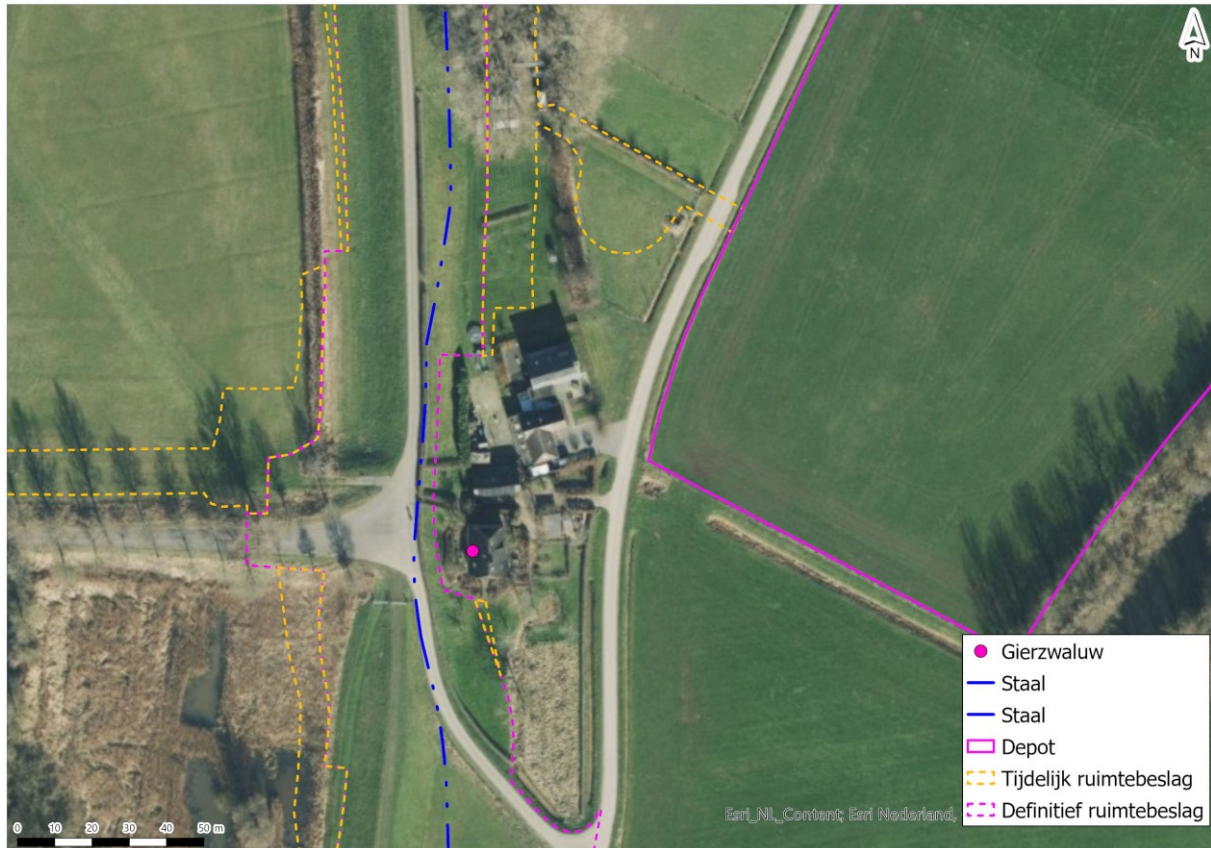 N
Gierzwaluw
Staal
Staal
Depot
Tijdelijk ruimtebeslag
Definitief ruimtebeslag
0 10 20 30 40 50 m
Esri_NL_Content; Esri Nederland,